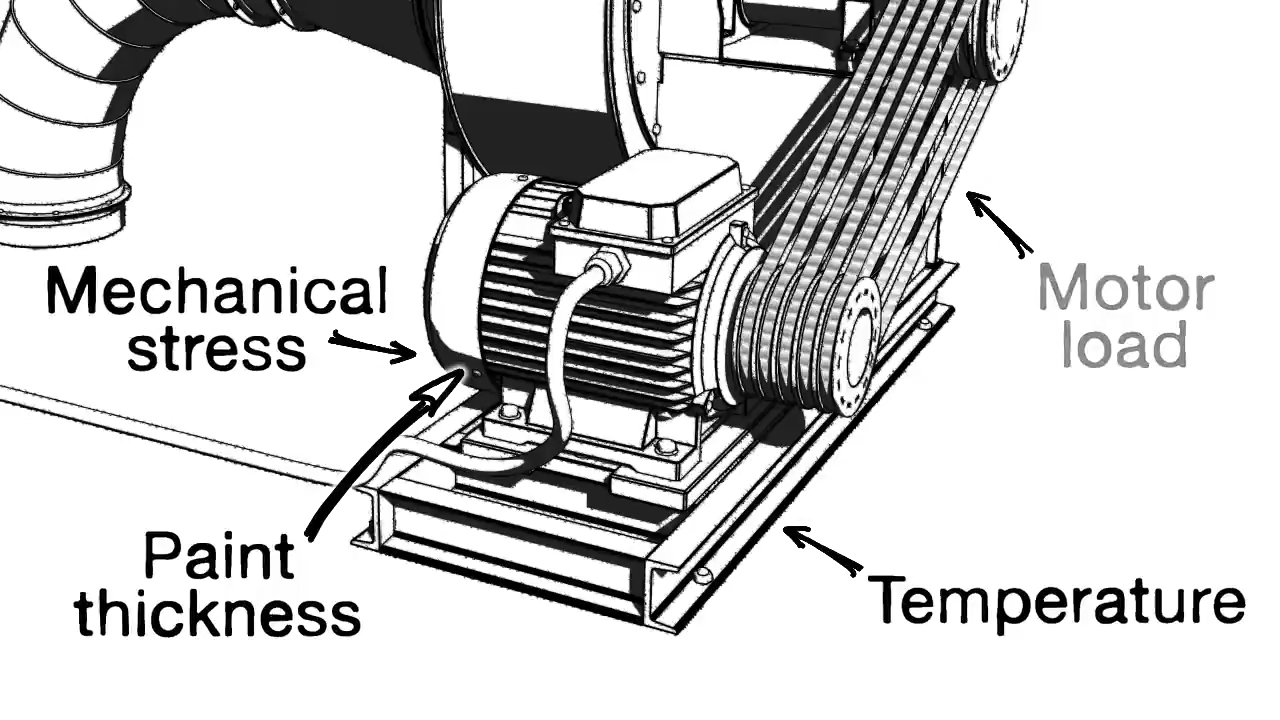 Mechanical
stress
Motor
load
Paint
thickness
Temperature